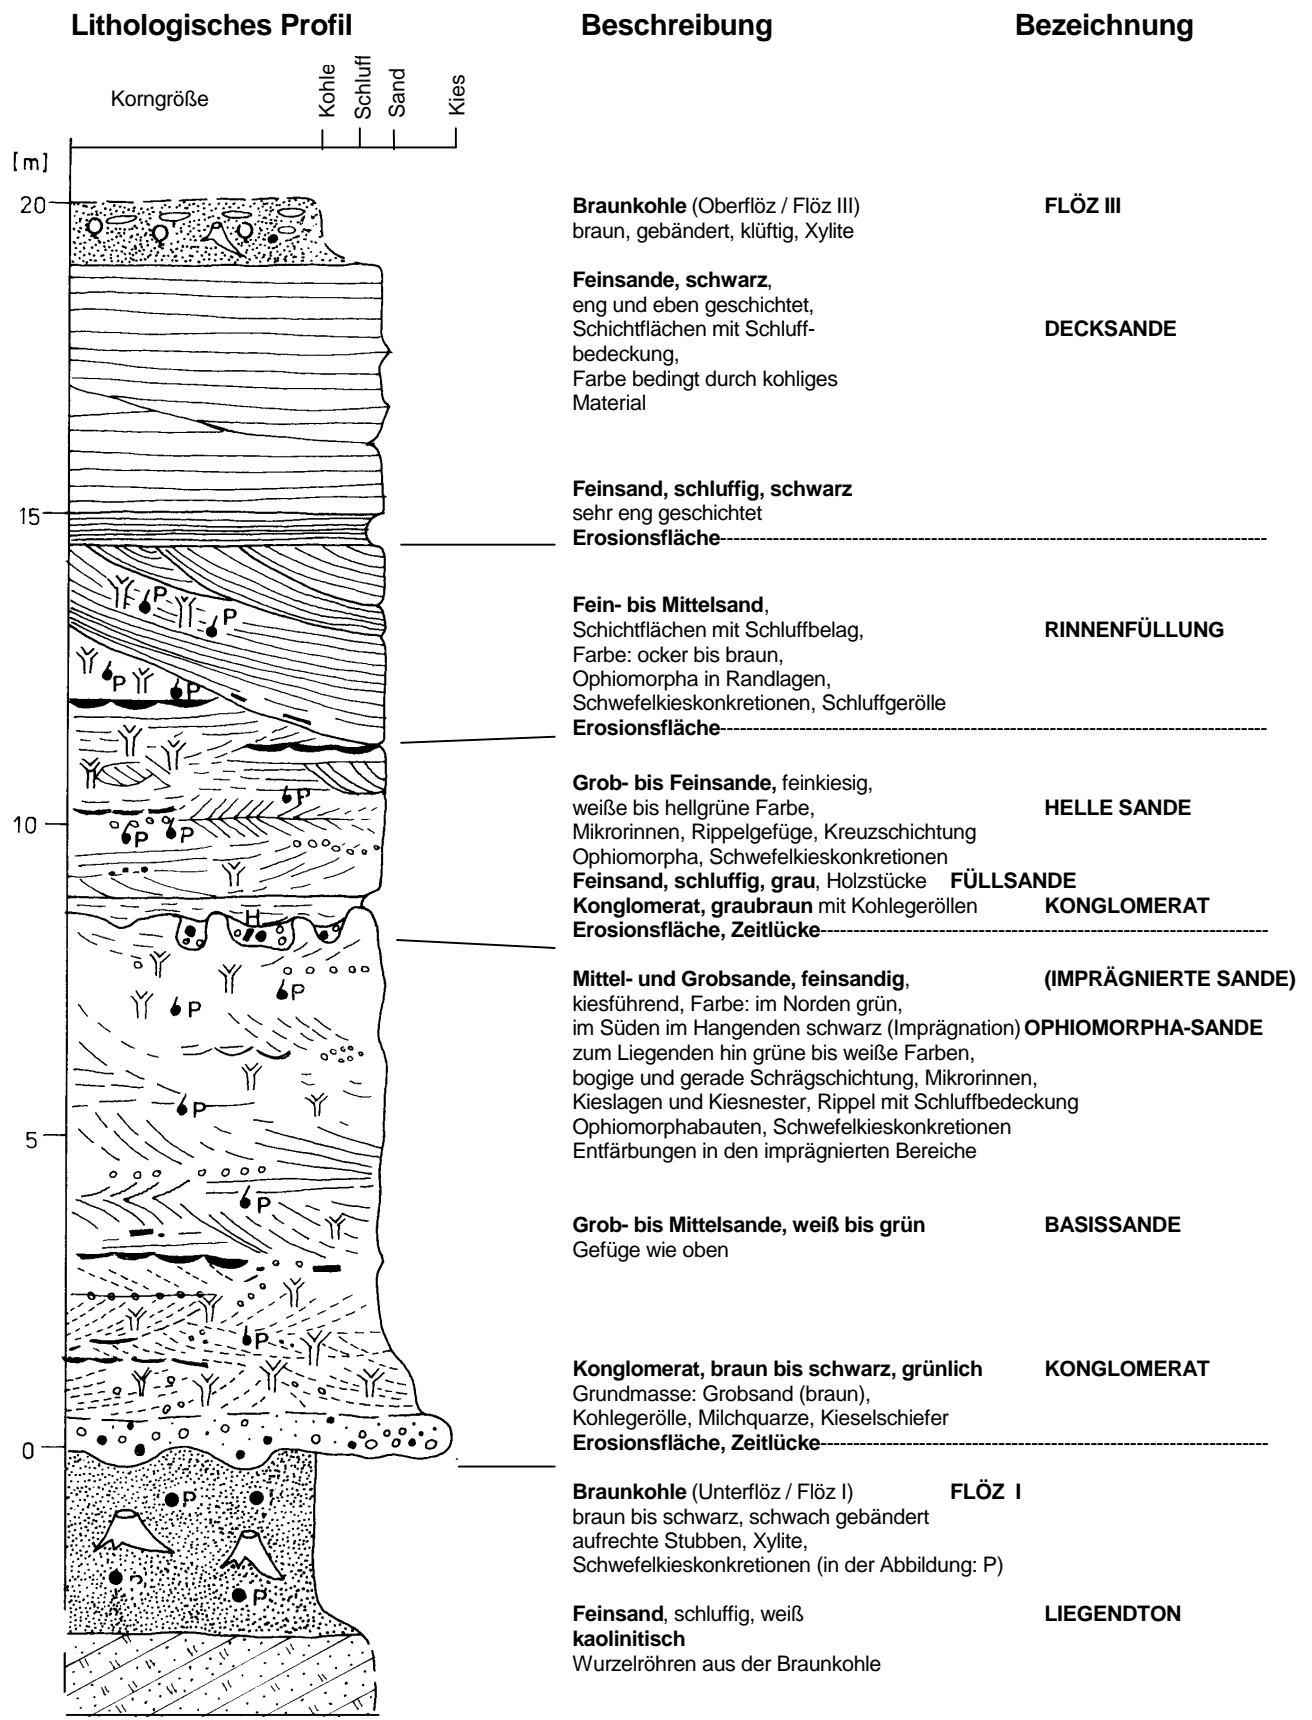 Lithologisches Profil Beschreibung Bezeichnung
Korngröße Kohle Schluff Sand Kies
[m]
20
Braunkohle (Oberflöz / Flöz III) FLÖZ III
braun, gebändert, klüftig, Xylite
Feinsande, schwarz,
eng und eben geschichtet,
Schichtflächen mit Schluff- DECKSANDE
bedeckung,
Farbe bedingt durch kohliges
Material
Feinsand, schluffig, schwarz
15
sehr eng geschichtet
Erosionsfläche
P
P
Fein- bis Mittelsand,
Schichtflächen mit Schluffbelag, RINNENFÜLLUNG
Farbe: ocker bis braun,
P
P
Ophiomorpha in Randlagen,
Schwefelkieskonkretionen, Schluffgerölle
Erosionsfläche
Grob- bis Feinsande, feinkiesig,
P
weiße bis hellgrüne Farbe, HELLE SANDE
10
P
P
Mikrorinnen, Rippelgefüge, Kreuzschichtung
Ophiomorpha, Schwefelkieskonkretionen
Feinsand, schluffig, grau, Holzstücke FÜLLSANDE
H
Konglomerat, graubraun mit Kohlegeröllen KONGLOMERAT
Erosionsfläche, Zeitlücke
Mittel- und Grobsande, feinsandig, (IMPRÄGNIERTE SANDE)
P
P
kiesführend, Farbe: im Norden grün,
im Süden im Hangenden schwarz (Imprägnation) OPHIOMORPHA-SANDE
zum Liegenden hin grüne bis weiße Farben,
bogige und gerade Schrägschichtung, Mikrorinnen,
P
Kieslagen und Kiesnester, Rippel mit Schluffbedeckung
Ophiomorphabauten, Schwefelkieskonkretionen
5
Entfärbungen in den imprägnierten Bereiche
P
Grob- bis Mittelsande, weiß bis grün BASISSANDE
Gefüge wie oben
P
Konglomerat, braun bis schwarz, grünlich KONGLOMERAT
Grundmasse: Grobsand (braun),
Kohlegerölle, Milchquarze, Kieselschiefer
0
Erosionsfläche, Zeitlücke
Braunkohle (Unterflöz / Flöz I) FLÖZ I
P
braun bis schwarz, schwach gebändert
aufrechte Stubben, Xylite,
Schwefelkieskonkretionen (in der Abbildung: P)
P
Feinsand, schluffig, weiß LIEGENDTON
kaolinitisch
Wurzelröhren aus der Braunkohle